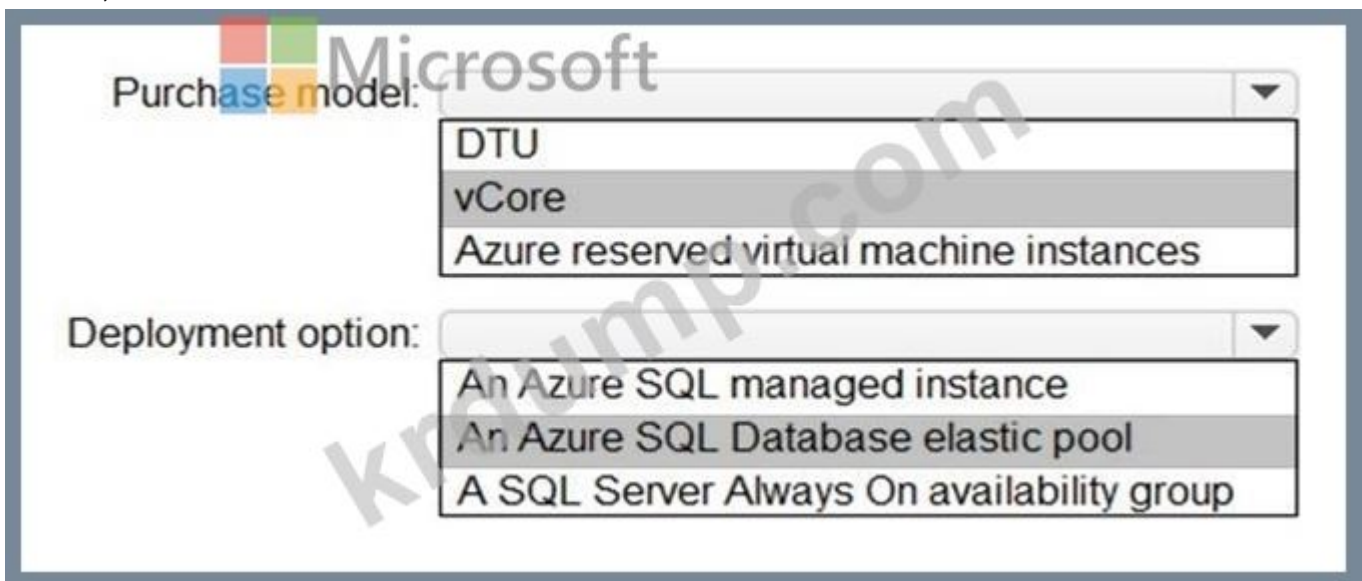 Microsoft
Purchase model:
DTU
vCore
Azure reserved virtual machine instances
Deployment option:
An Azure SQL managed instance
An Azure SQL Database elastic pool
A SQL Server Always On availability group
krdump.com